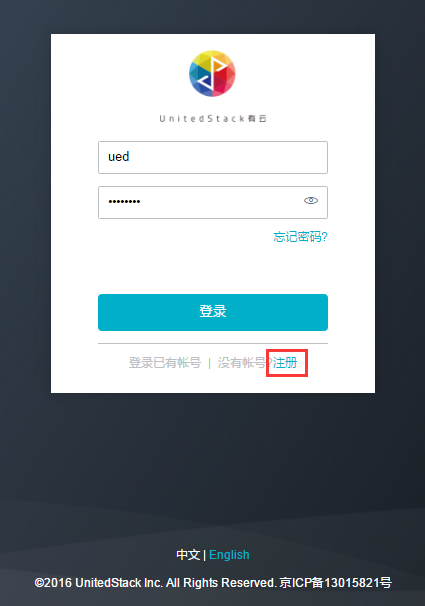 UnitedStack有云
ued
••••••••
忘记密码?
登录
登录已有帐号 | 没有帐号?注册
中文 | English
©2016 UnitedStack Inc. All Rights Reserved. 京ICP备13015821号